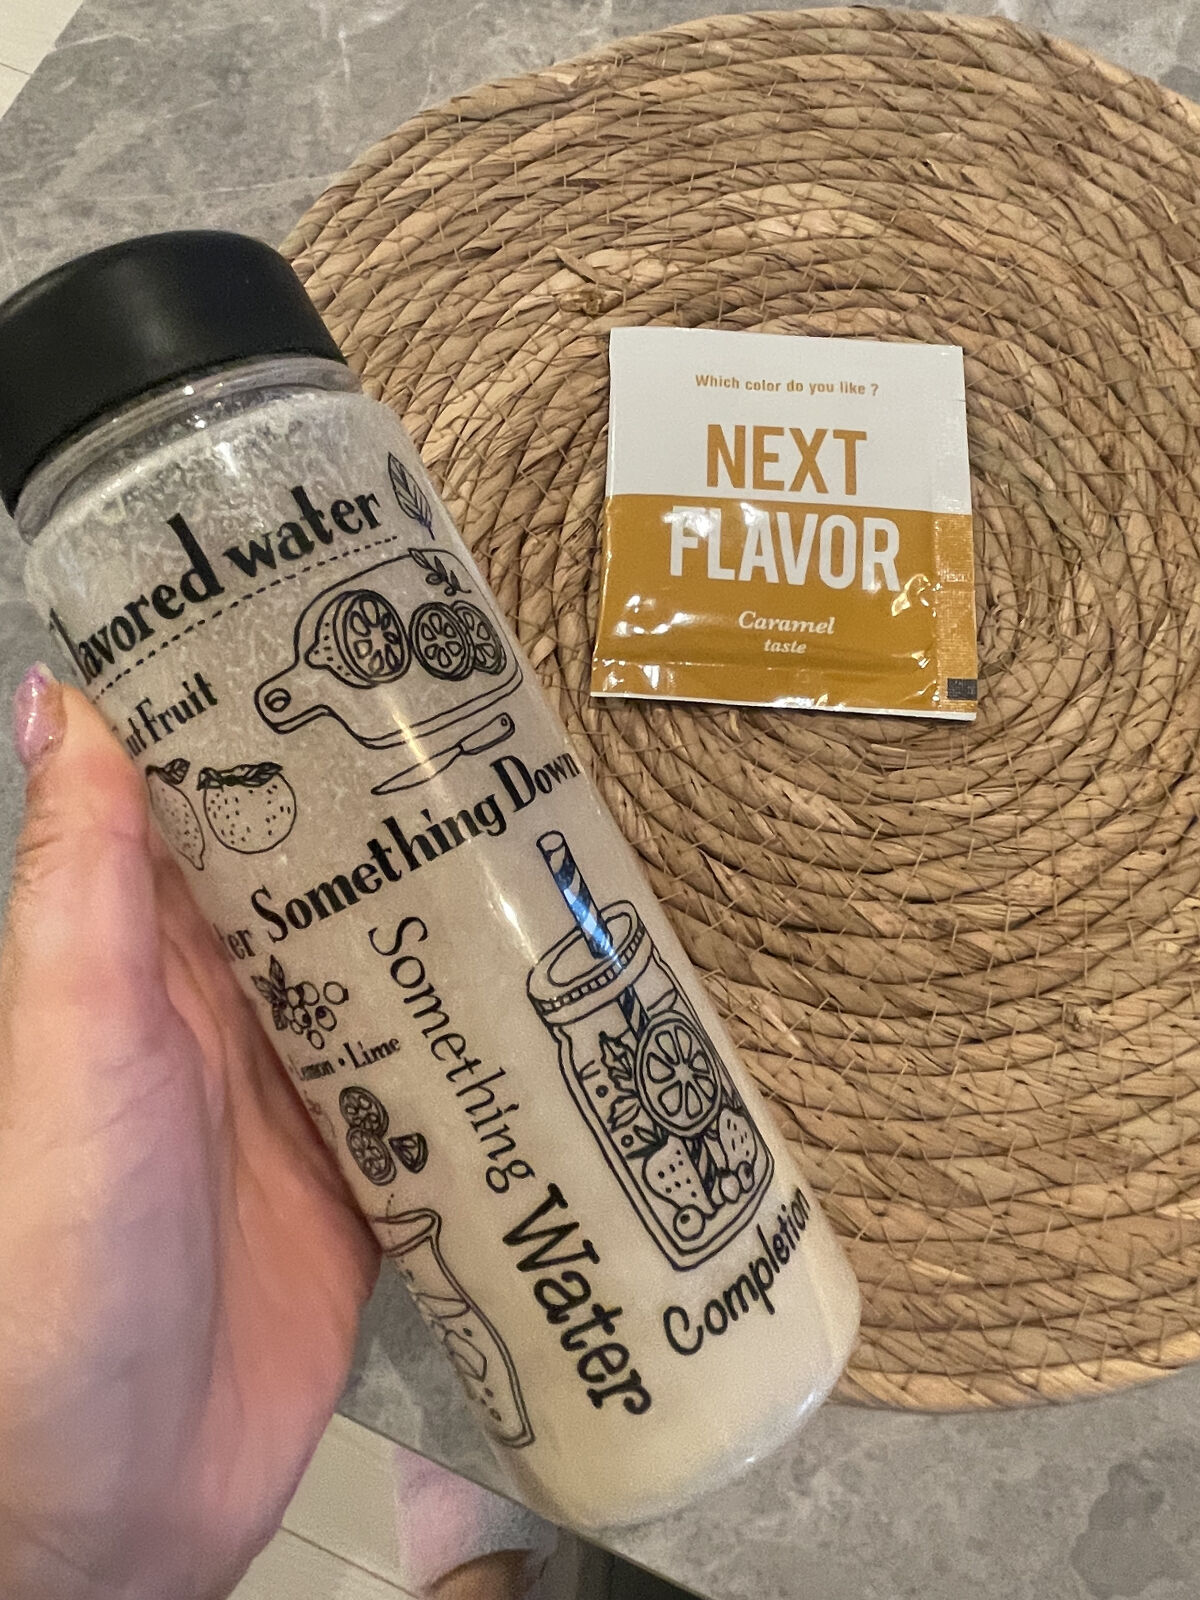 flavored water
Cut Fruit
Something Down
Something Water
Lemon • Lime
Completion
Which color do you like ?
NEXT
FLAVOR
Caramel
taste